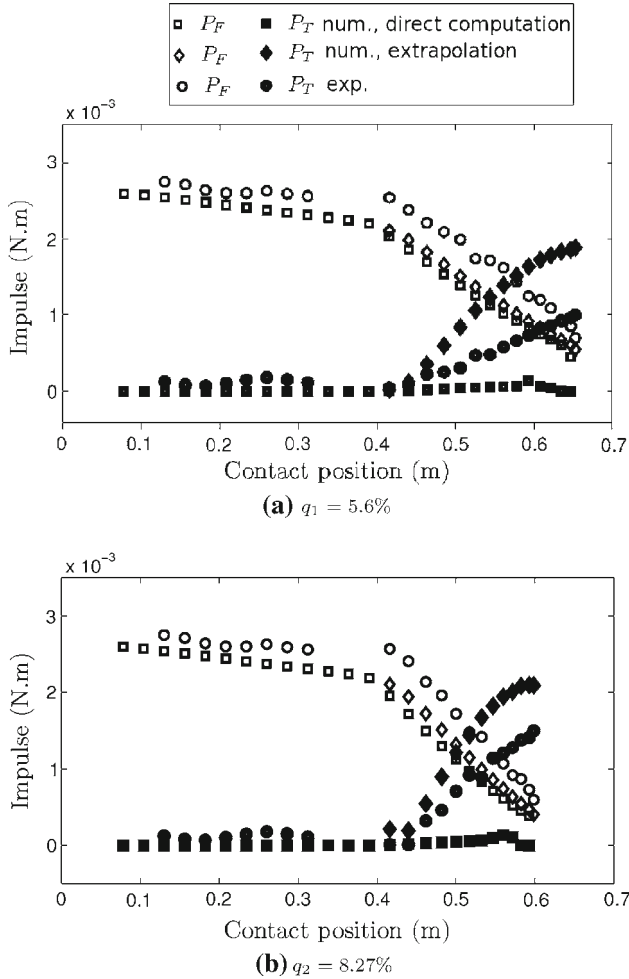 P_F P_T num., direct computation
P_F P_T num., extrapolation
P_F P_T exp.
x 10⁻³
3
2
1
0
Impulse (N.m)
0 0.1 0.2 0.3 0.4 0.5 0.6 0.7
Contact position (m)
(a) q₁ = 5.6%
x 10⁻³
3
2
1
0
Impulse (N.m)
0 0.1 0.2 0.3 0.4 0.5 0.6 0.7
Contact position (m)
(b) q₂ = 8.27%